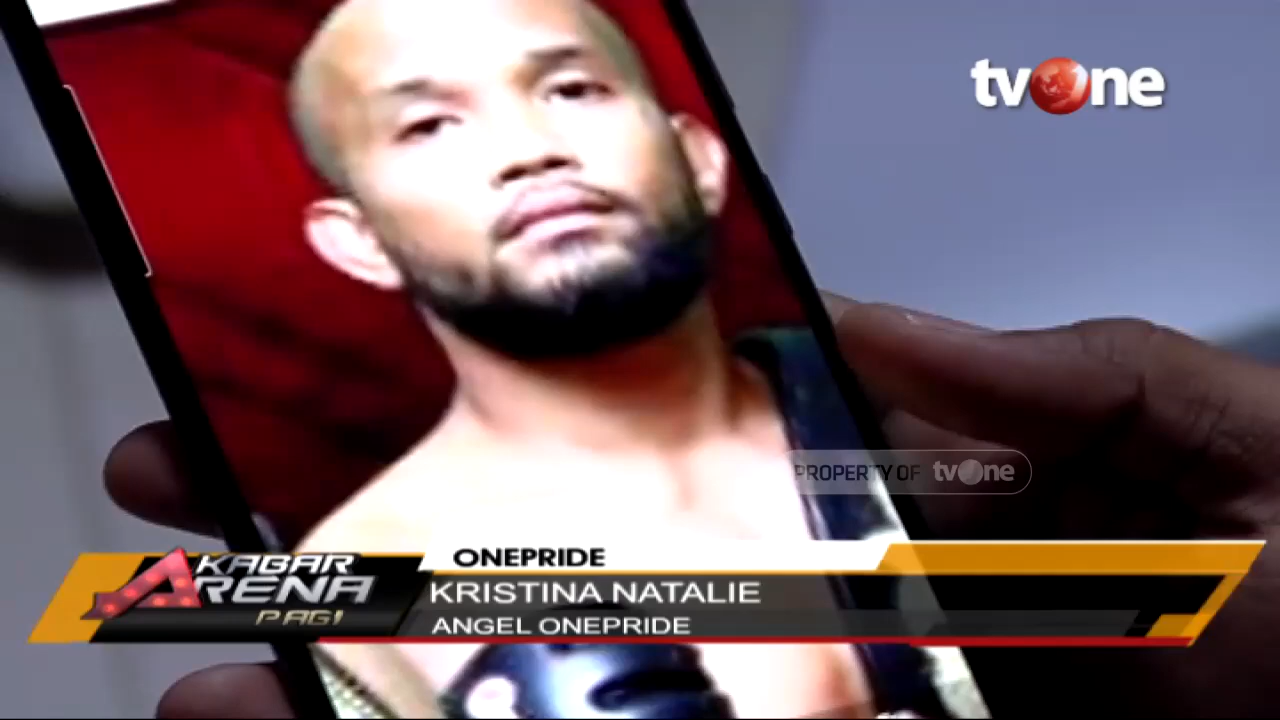 tvOne
PROPERTY OF tvOne
KABAR
ARENA
PAGI
ONEPRIDE
KRISTINA NATALIE
ANGEL ONEPRIDE